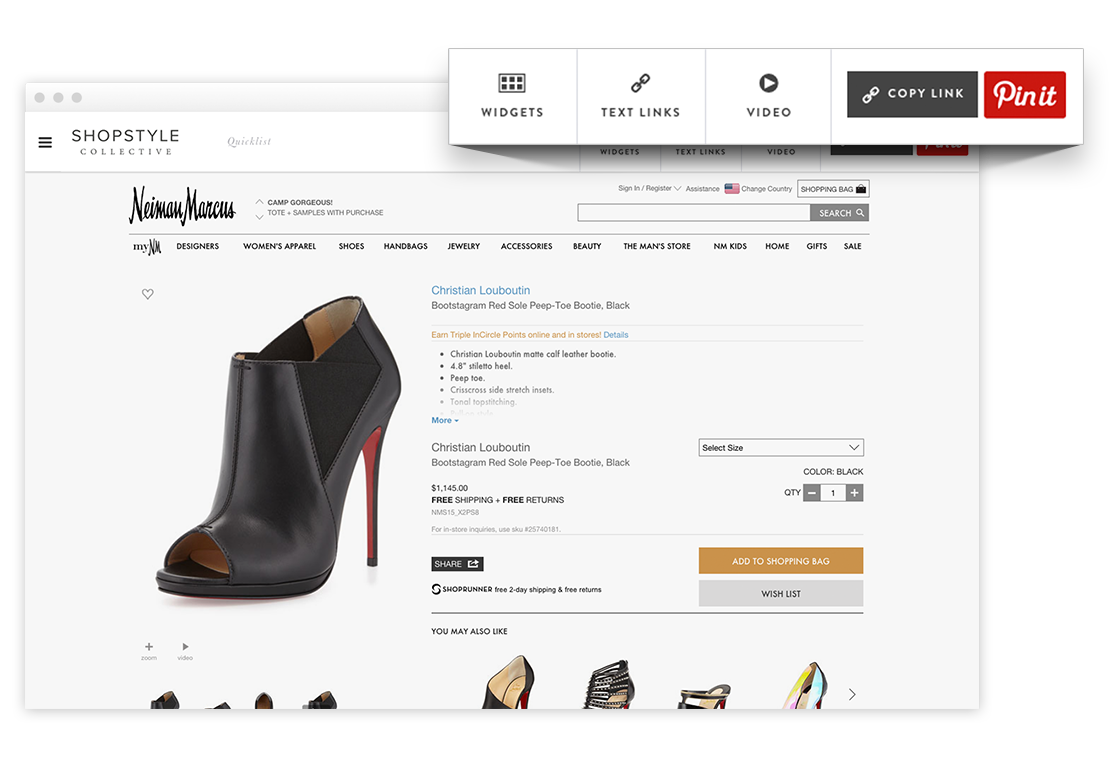 WIDGETS
TEXT LINKS
VIDEO
COPY LINK
Pin it
SHOPSTYLE
COLLECTIVE
Quicklist
WIDGETS
TEXT LINKS
VIDEO
Neiman Marcus
CAMP GORGEOUS!
TOTE + SAMPLES WITH PURCHASE
Sign In / Register
Assistance
Change Country
SHOPPING BAG
SEARCH
myNM
DESIGNERS
WOMEN'S APPAREL
SHOES
HANDBAGS
JEWELRY
ACCESSORIES
BEAUTY
THE MAN'S STORE
NM KIDS
HOME
GIFTS
SALE
Christian Louboutin
Bootstagram Red Sole Peep-Toe Bootie, Black
Earn Triple InCircle Points online and in stores! Details
• Christian Louboutin matte calf leather bootie.
• 4.8" stiletto heel.
• Peep toe.
• Crisscross side stretch insets.
• Tonal topstitching.
More
Christian Louboutin
Bootstagram Red Sole Peep-Toe Bootie, Black
Select Size
COLOR: BLACK
$1,145.00
QTY 1
FREE SHIPPING + FREE RETURNS
NMS15_X2PS8
For in-store inquiries, use sku #25740181.
SHARE
ADD TO SHOPPING BAG
SHOPRUNNER free 2-day shipping & free returns
WISH LIST
YOU MAY ALSO LIKE
zoom
video